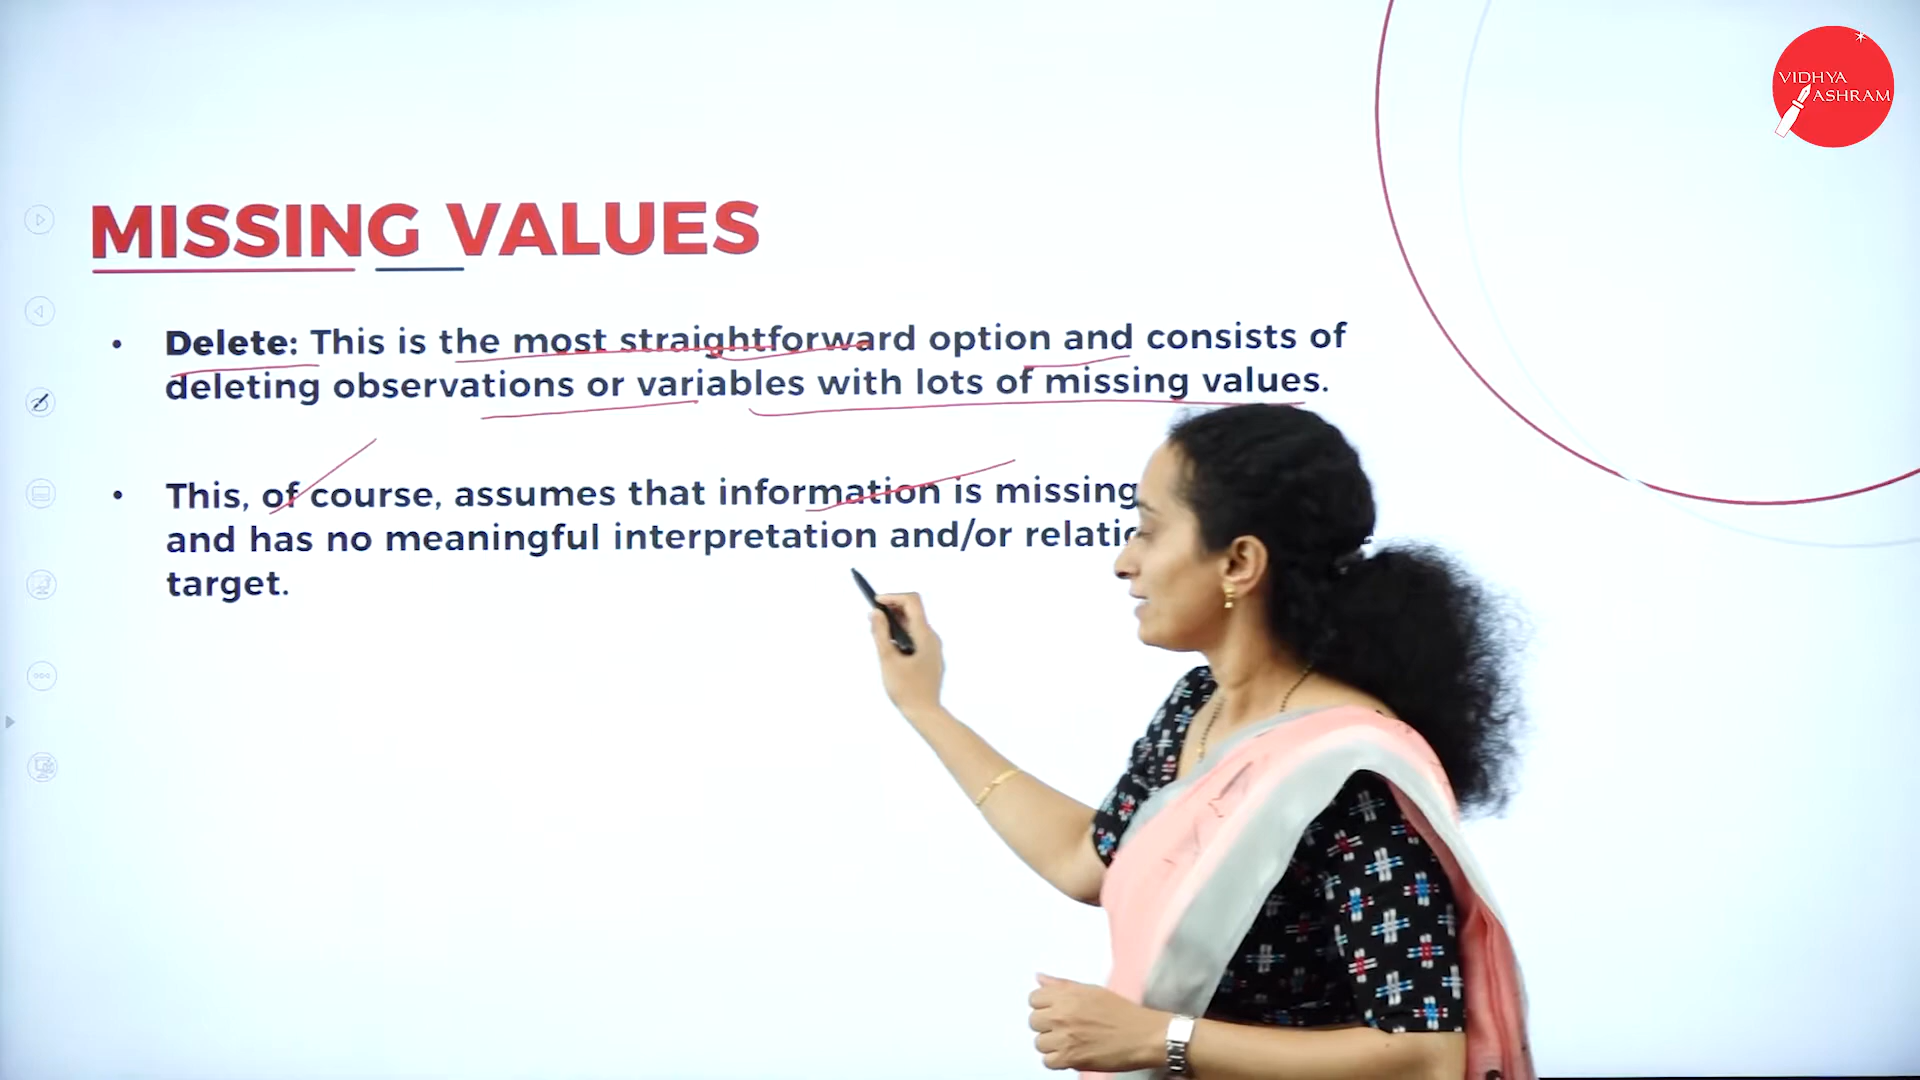 VIDHYA
ASHRAM
MISSING VALUES
• Delete: This is the most straightforward option and consists of
deleting observations or variables with lots of missing values.
• This, of course, assumes that information is missing
and has no meaningful interpretation and/or
target.